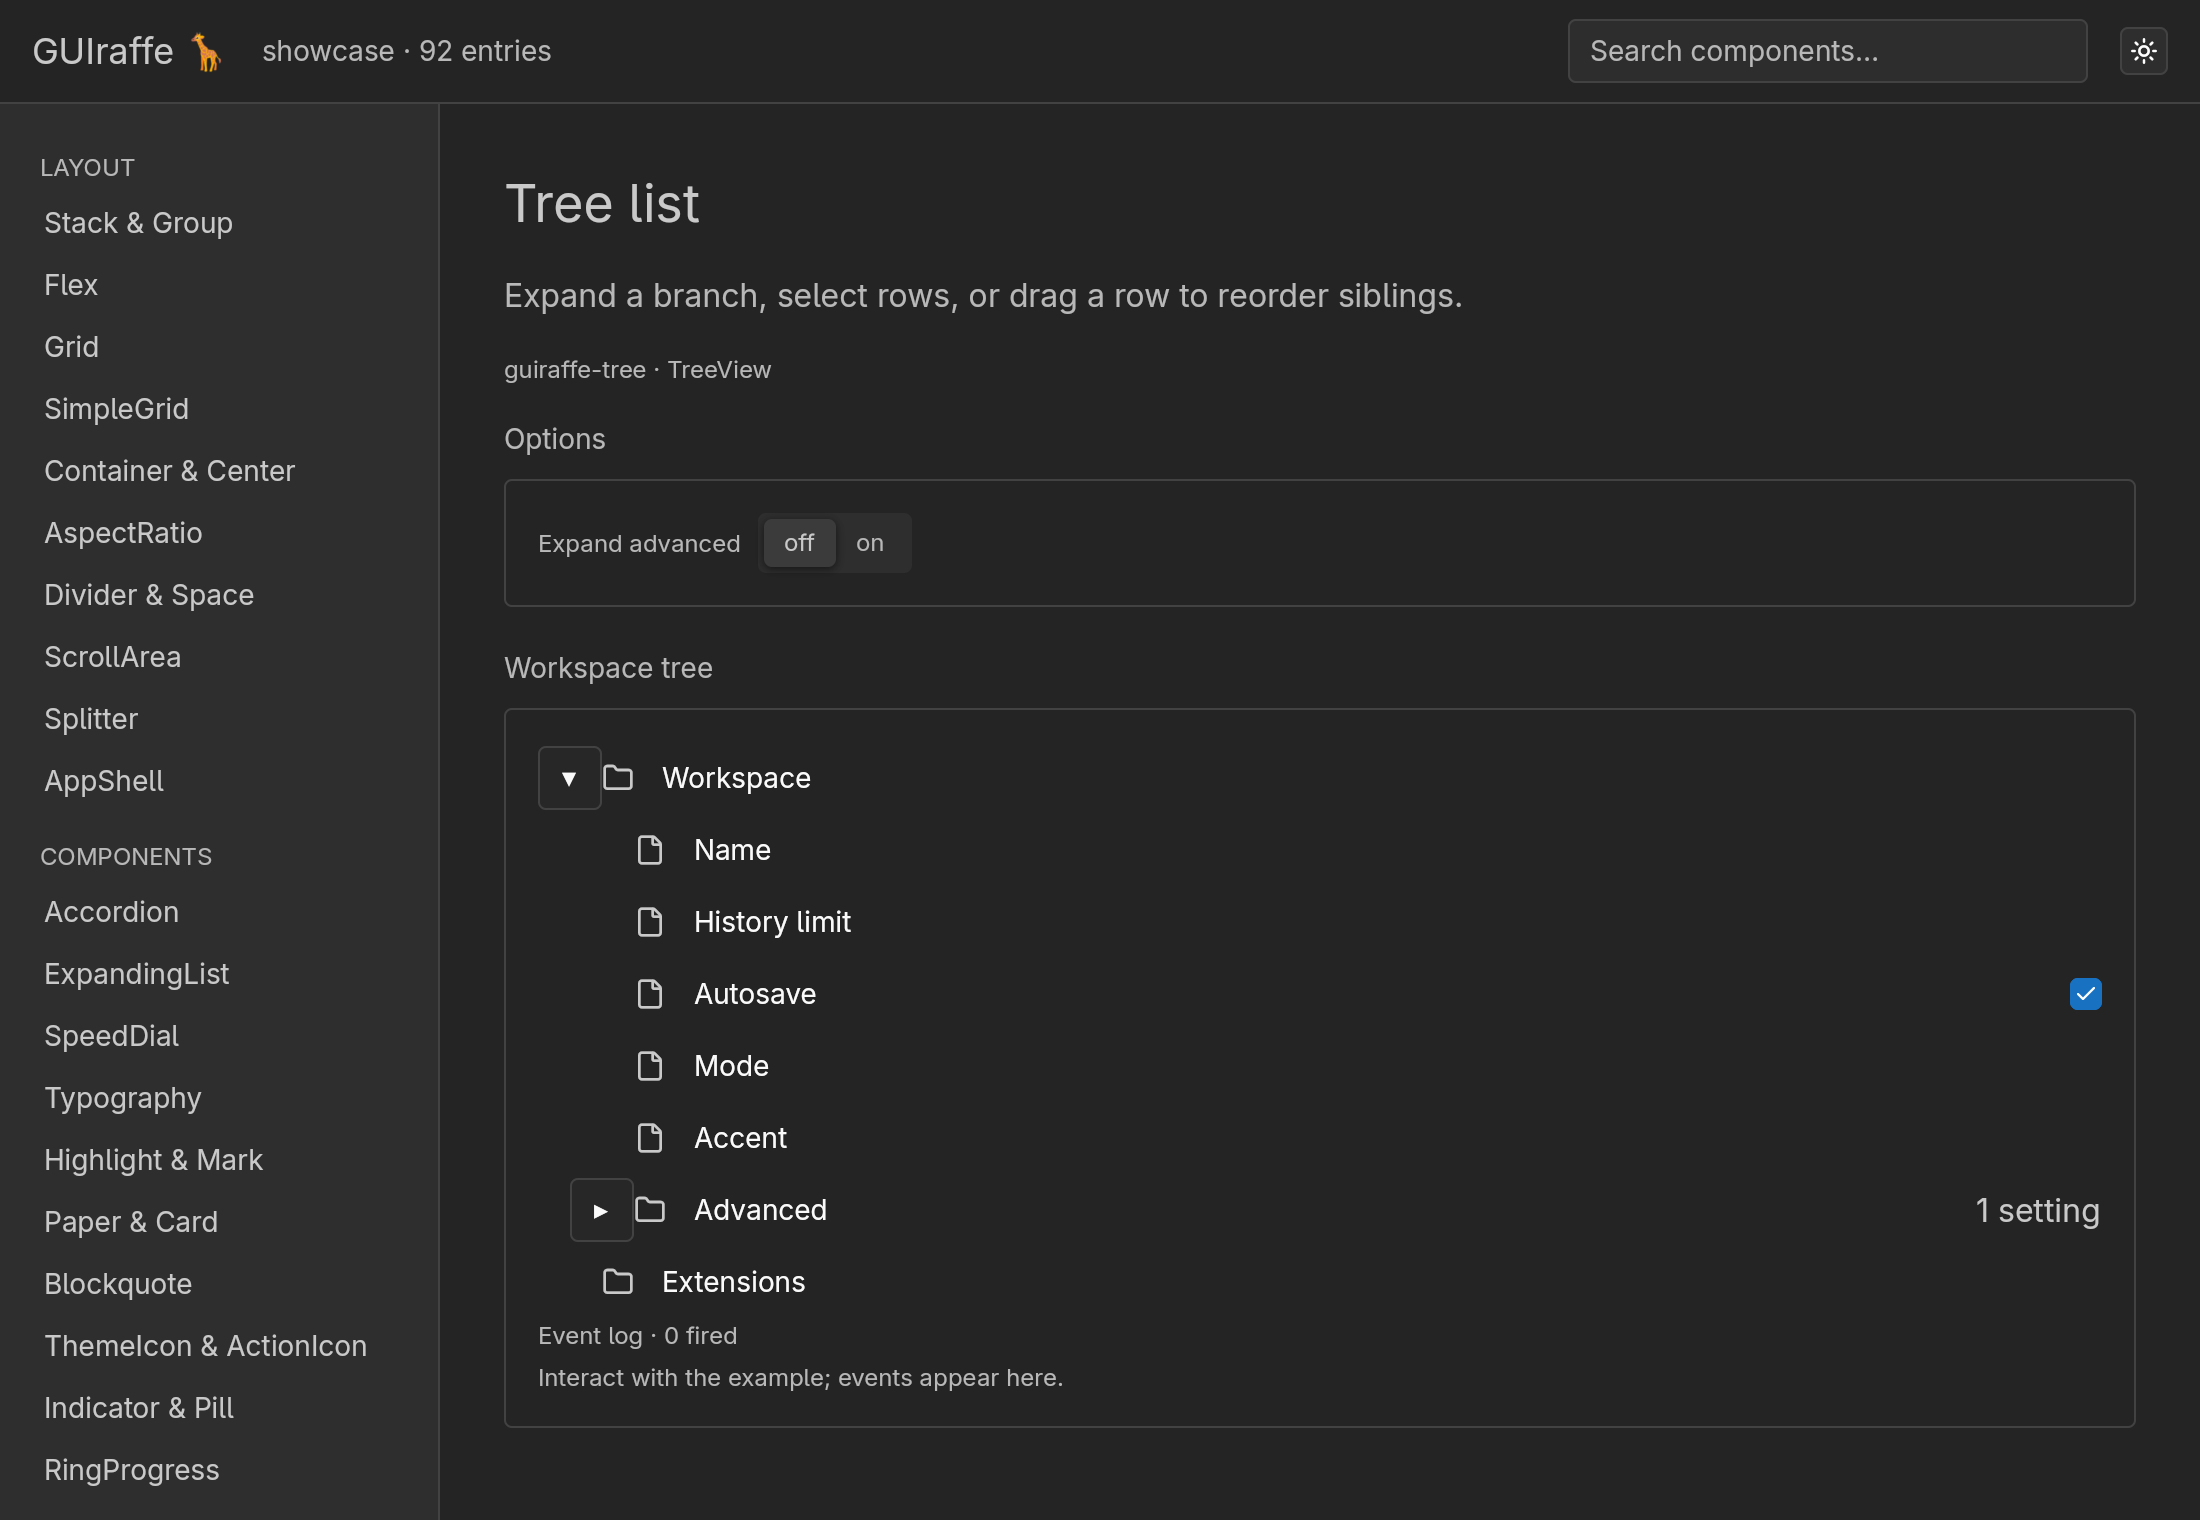 GUIraffe 🦒 showcase · 92 entries Search components...
LAYOUT
Stack & Group
Flex
Grid
SimpleGrid
Container & Center
AspectRatio
Divider & Space
ScrollArea
Splitter
AppShell
COMPONENTS
Accordion
ExpandingList
SpeedDial
Typography
Highlight & Mark
Paper & Card
Blockquote
ThemeIcon & ActionIcon
Indicator & Pill
RingProgress
Tree list
Expand a branch, select rows, or drag a row to reorder siblings.
guiraffe-tree · TreeView
Options
Expand advanced off on
Workspace tree
Workspace
Name
History limit
Autosave
Mode
Accent
Advanced 1 setting
Extensions
Event log · 0 fired
Interact with the example; events appear here.